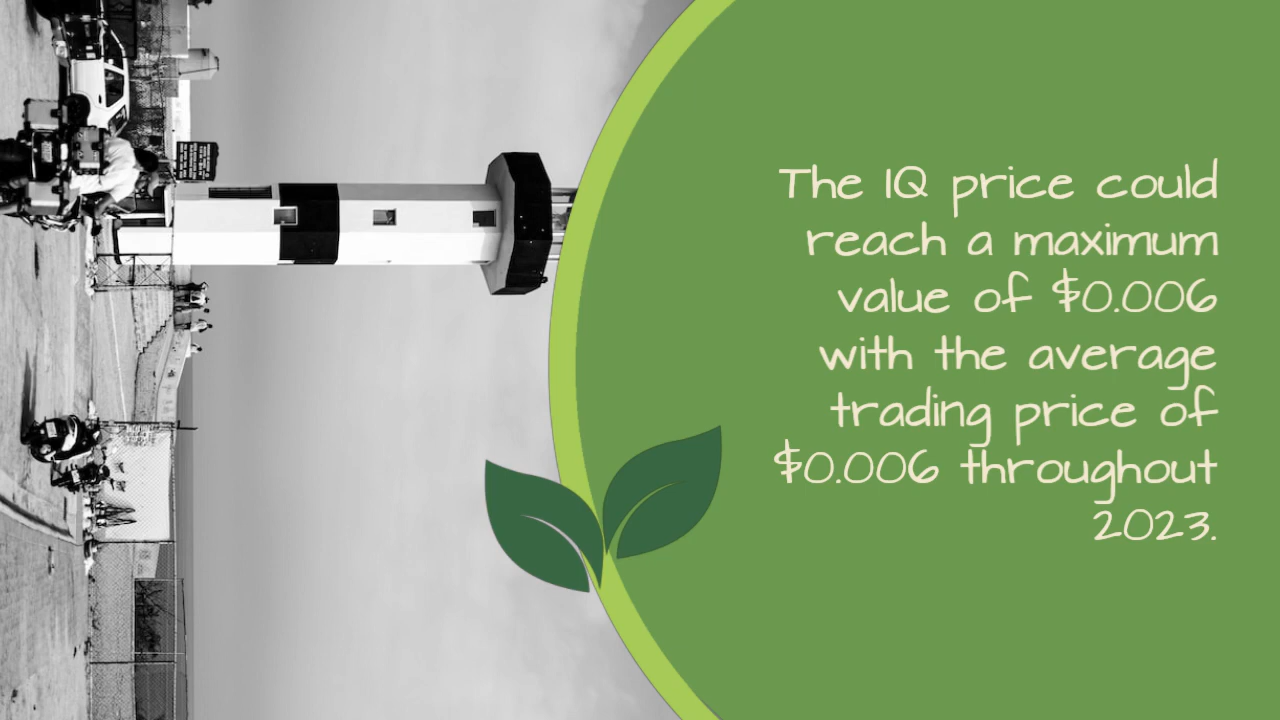 The IQ price could
reach a maximum
value of $0.006
with the average
trading price of
$0.006 throughout
2023.